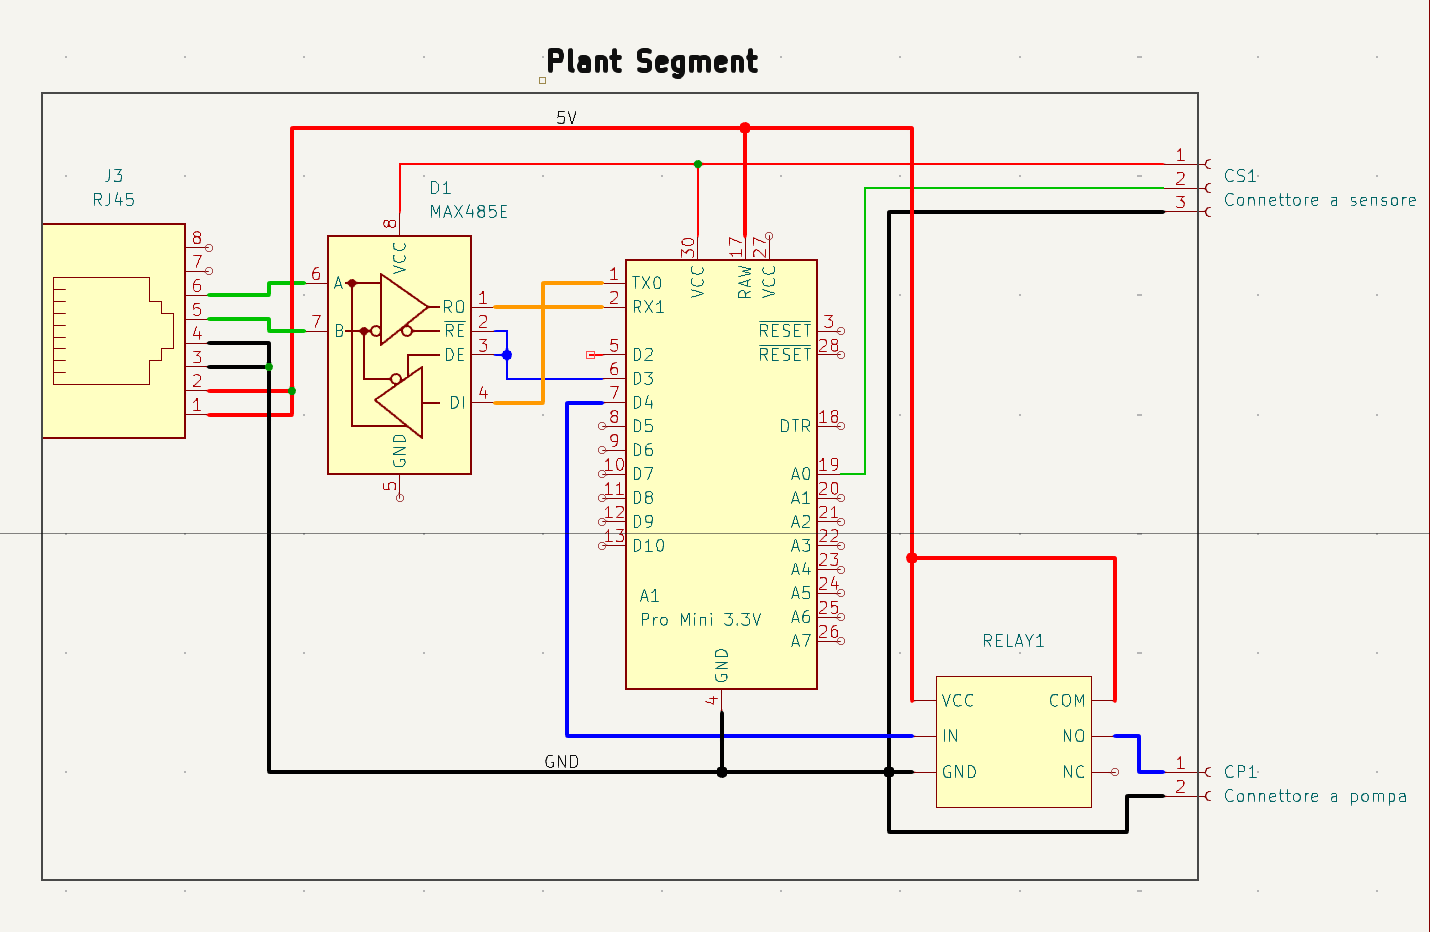 Plant Segment
5V
J3
RJ45
8
7
6
5
4
3
2
1
D1
MAX485E
8
VCC
6
A
7
B
RO
1
RE
2
DE
3
DI
4
GND
5
30
VCC
17
RAW
27
VCC
1
TX0
2
RX1
5
D2
6
D3
7
D4
8
D5
9
D6
10
D7
11
D8
12
D9
13
D10
RESET
3
RESET
28
DTR
18
A0
19
A1
20
A2
21
A3
22
A4
23
A5
24
A6
25
A7
26
A1
Pro Mini 3.3V
GND
4
GND
1
2
3
CS1
Connettore a sensore
RELAY1
VCC
COM
IN
NO
GND
NC
1
2
CP1
Connettore a pompa